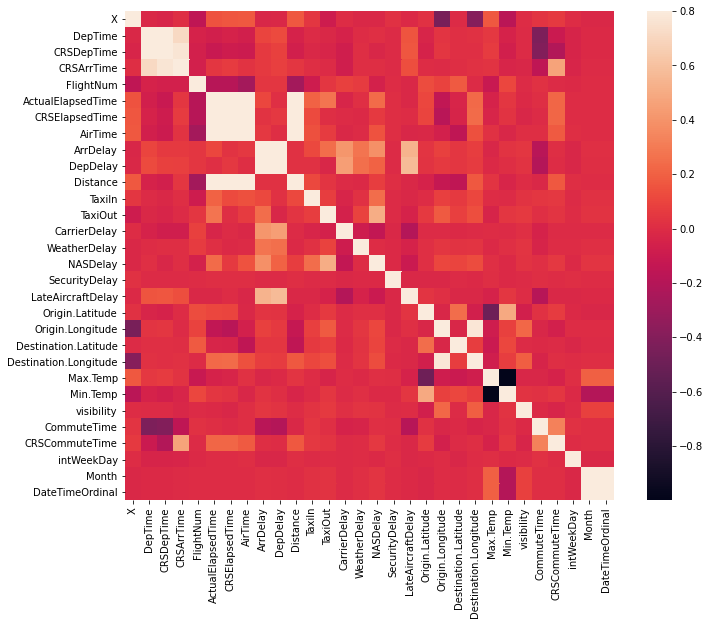 X
DepTime
CRSDepTime
CRSArrTime
FlightNum
ActualElapsedTime
CRSElapsedTime
AirTime
ArrDelay
DepDelay
Distance
TaxiIn
TaxiOut
CarrierDelay
WeatherDelay
NASDelay
SecurityDelay
LateAircraftDelay
Origin.Latitude
Origin.Longitude
Destination.Latitude
Destination.Longitude
Max.Temp
Min.Temp
visibility
CommuteTime
CRSCommuteTime
intWeekDay
Month
DateTimeOrdinal
X
DepTime
CRSDepTime
CRSArrTime
FlightNum
ActualElapsedTime
CRSElapsedTime
AirTime
ArrDelay
DepDelay
Distance
TaxiIn
TaxiOut
CarrierDelay
WeatherDelay
NASDelay
SecurityDelay
LateAircraftDelay
Origin.Latitude
Origin.Longitude
Destination.Latitude
Destination.Longitude
Max.Temp
Min.Temp
visibility
CommuteTime
CRSCommuteTime
intWeekDay
Month
DateTimeOrdinal
0.8
0.6
0.4
0.2
0.0
−0.2
−0.4
−0.6
−0.8